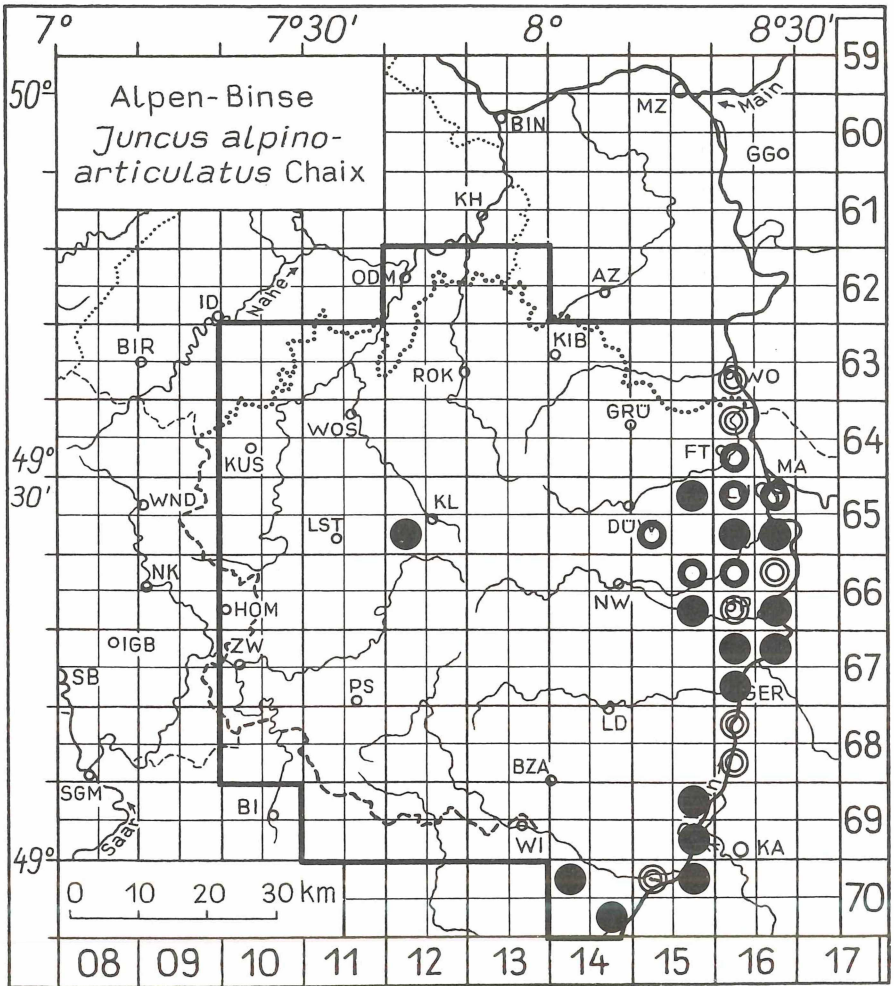 7° 7°30' 8° 8°30'
59
50°
Alpen-Binse
Juncus alpino-
articulatus Chaix
MZ
Main
BIN
60
GG
KH
61
ODM
AZ
62
ID
Nahe
KIB
BIR
ROK
WO
63
GRÜ
WOS
64
KUS
FT
MA
49°
30'
WND
KL
LU
65
LST
DÜW
NK
NW
66
HOM
SP
IGB
ZW
67
SB
PS
GER
LD
68
BZA
SGM
BI
69
Saar
WI
KA
49°
0 10 20 30 km
70
08 09 10 11 12 13 14 15 16 17